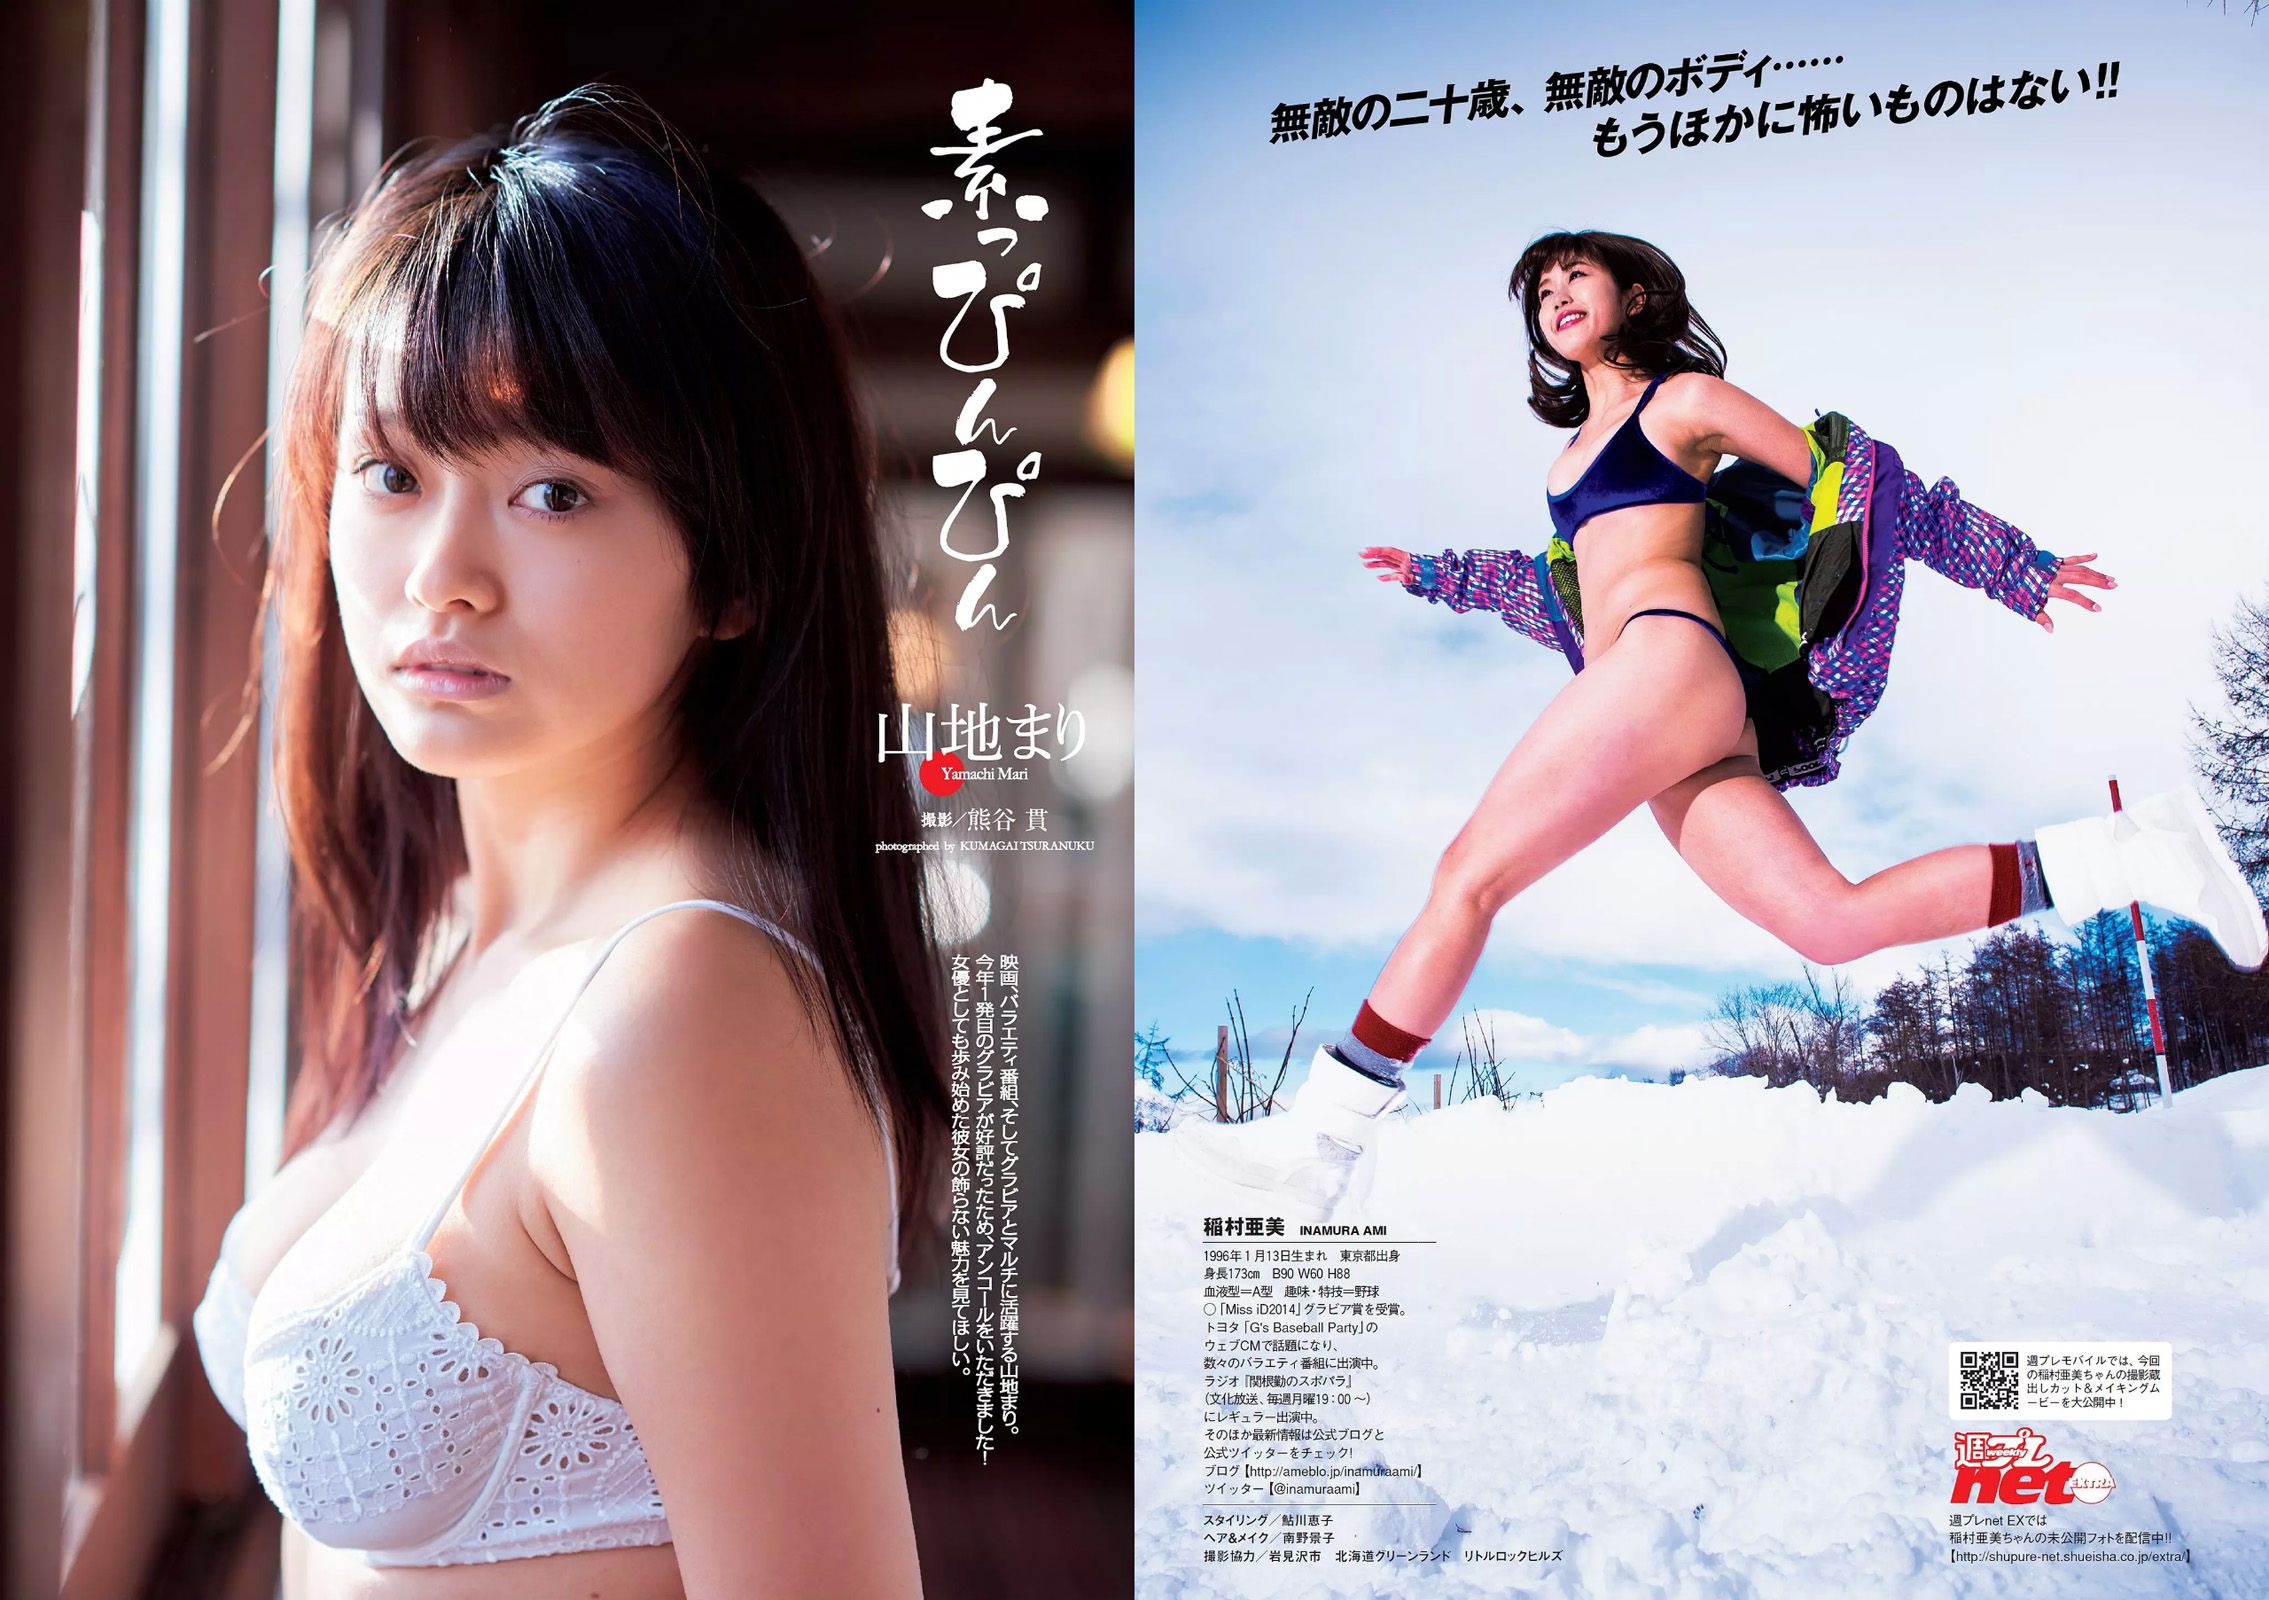 素っぴんぴん
山地まり
Yamachi Mari
撮影／熊谷 貫
photographed by KUMAGAI TSURANUKU
映画、バラエティ番組、そしてグラビアとマルチに活躍する山地まり。
今年1発目のグラビアが好評だったため、アンコールをいただきました！
女優としても歩み始めた彼女の飾らない魅力を見てほしい。
無敵の二十歳、無敵のボディ……
もうほかに怖いものはない!!
稲村亜美 INAMURA AMI
1996年1月13日生まれ 東京都出身
身長173㎝ B90 W60 H88
血液型＝A型 趣味・特技＝野球
○「Miss iD2014」グラビア賞を受賞。
トヨタ「G's Baseball Party」の
ウェブCMで話題になり、
数々のバラエティ番組に出演中。
ラジオ『関根勤のスポパラ』
（文化放送、毎週月曜19：00～）
にレギュラー出演中。
そのほか最新情報は公式ブログと
公式ツイッターをチェック！
ブログ【http://ameblo.jp/inamuraami/】
ツイッター【@inamuraami】
スタイリング／鮎川恵子
ヘア&メイク／南野景子
撮影協力／岩見沢市 北海道グリーンランド リトルロックヒルズ
週プレモバイルでは、今回
の稲村亜美ちゃんの撮影蔵
出しカット＆メイキングム
ービーを大公開中！
週プレ
weekly
net EXTRA
週プレnet EXでは
稲村亜美ちゃんの未公開フォトを配信中!!
【http://shupure-net.shueisha.co.jp/extra/】